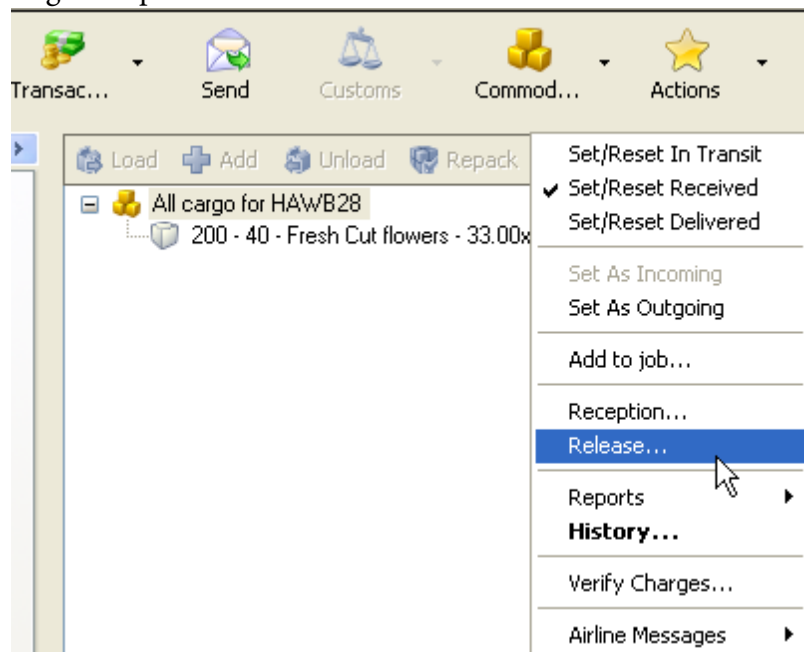 Transac... Send Customs Commod... Actions
Load Add Unload Repack
All cargo for HAWB28
200 - 40 - Fresh Cut flowers - 33.00x
Set/Reset In Transit
Set/Reset Received
Set/Reset Delivered
Set As Incoming
Set As Outgoing
Add to job...
Reception...
Release...
Reports
History...
Verify Charges...
Airline Messages